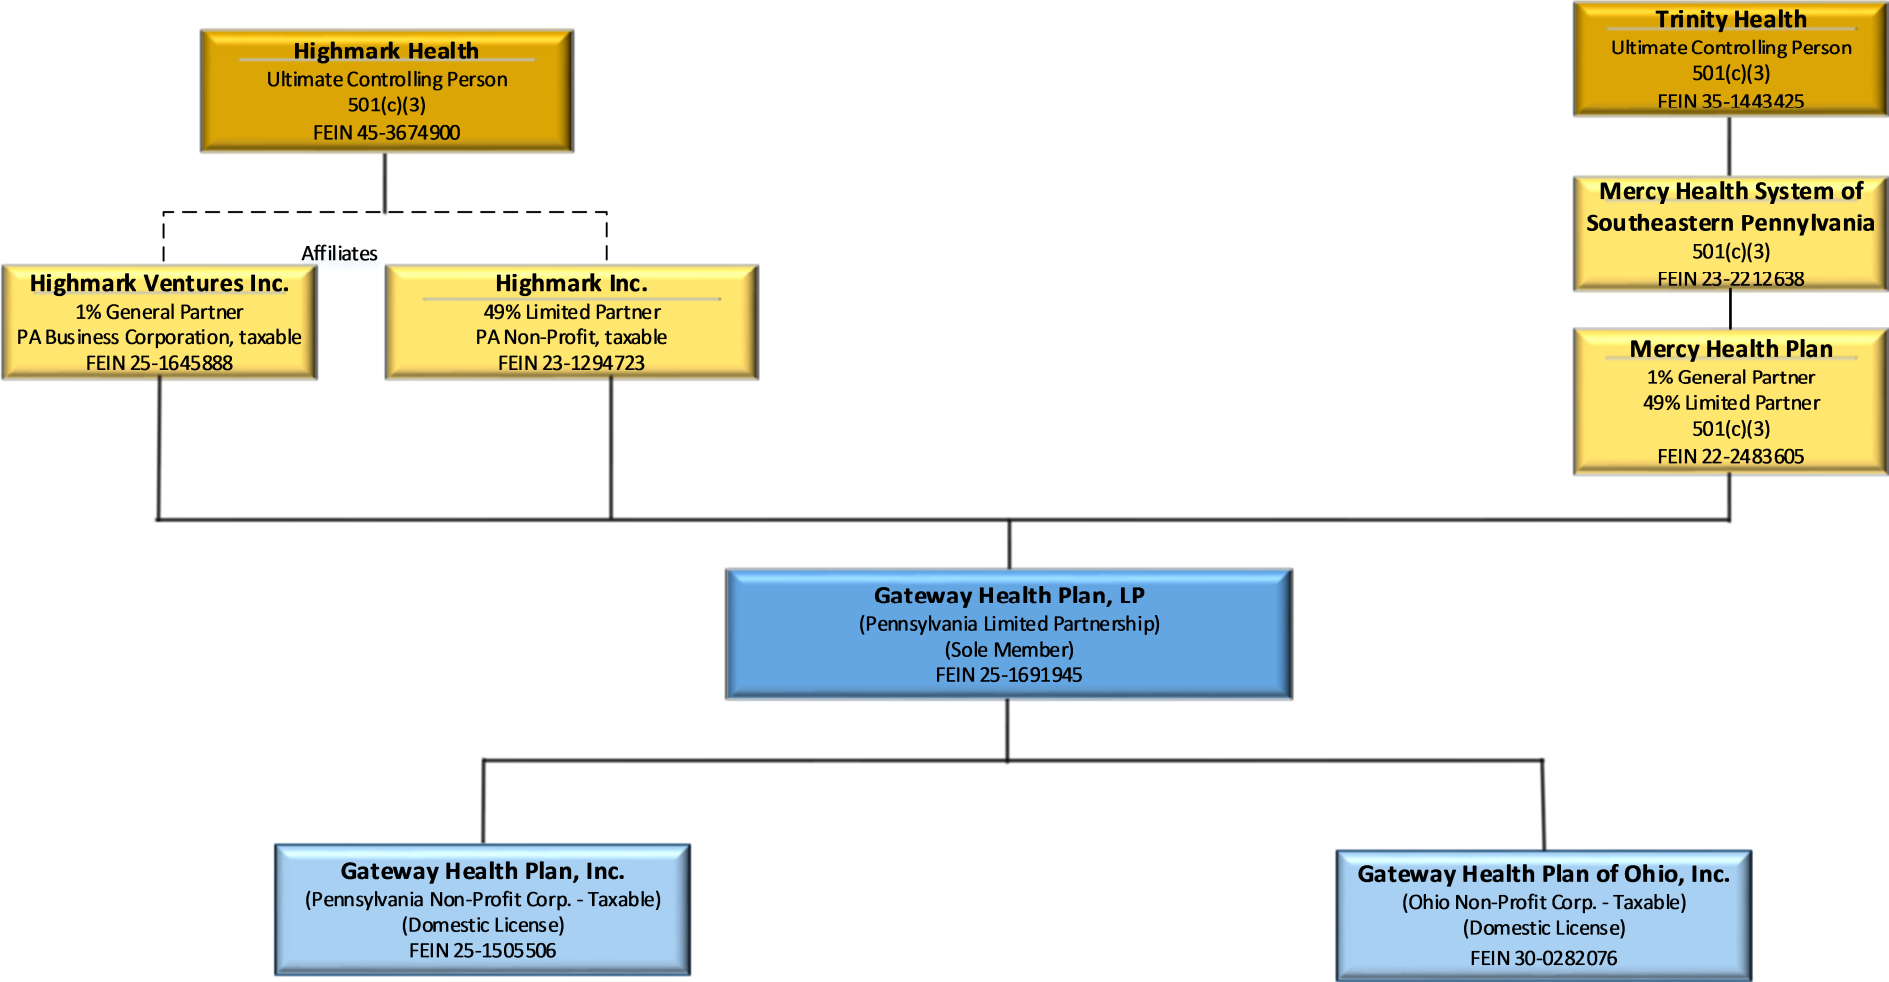 Highmark Health
Ultimate Controlling Person
501(c)(3)
FEIN 45-3674900
Trinity Health
Ultimate Controlling Person
501(c)(3)
FEIN 35-1443425
Mercy Health System of
Southeastern Pennylvania
501(c)(3)
FEIN 23-2212638
Affiliates
Highmark Ventures Inc.
1% General Partner
PA Business Corporation, taxable
FEIN 25-1645888
Highmark Inc.
49% Limited Partner
PA Non-Profit, taxable
FEIN 23-1294723
Mercy Health Plan
1% General Partner
49% Limited Partner
501(c)(3)
FEIN 22-2483605
Gateway Health Plan, LP
(Pennsylvania Limited Partnership)
(Sole Member)
FEIN 25-1691945
Gateway Health Plan, Inc.
(Pennsylvania Non-Profit Corp. - Taxable)
(Domestic License)
FEIN 25-1505506
Gateway Health Plan of Ohio, Inc.
(Ohio Non-Profit Corp. - Taxable)
(Domestic License)
FEIN 30-0282076